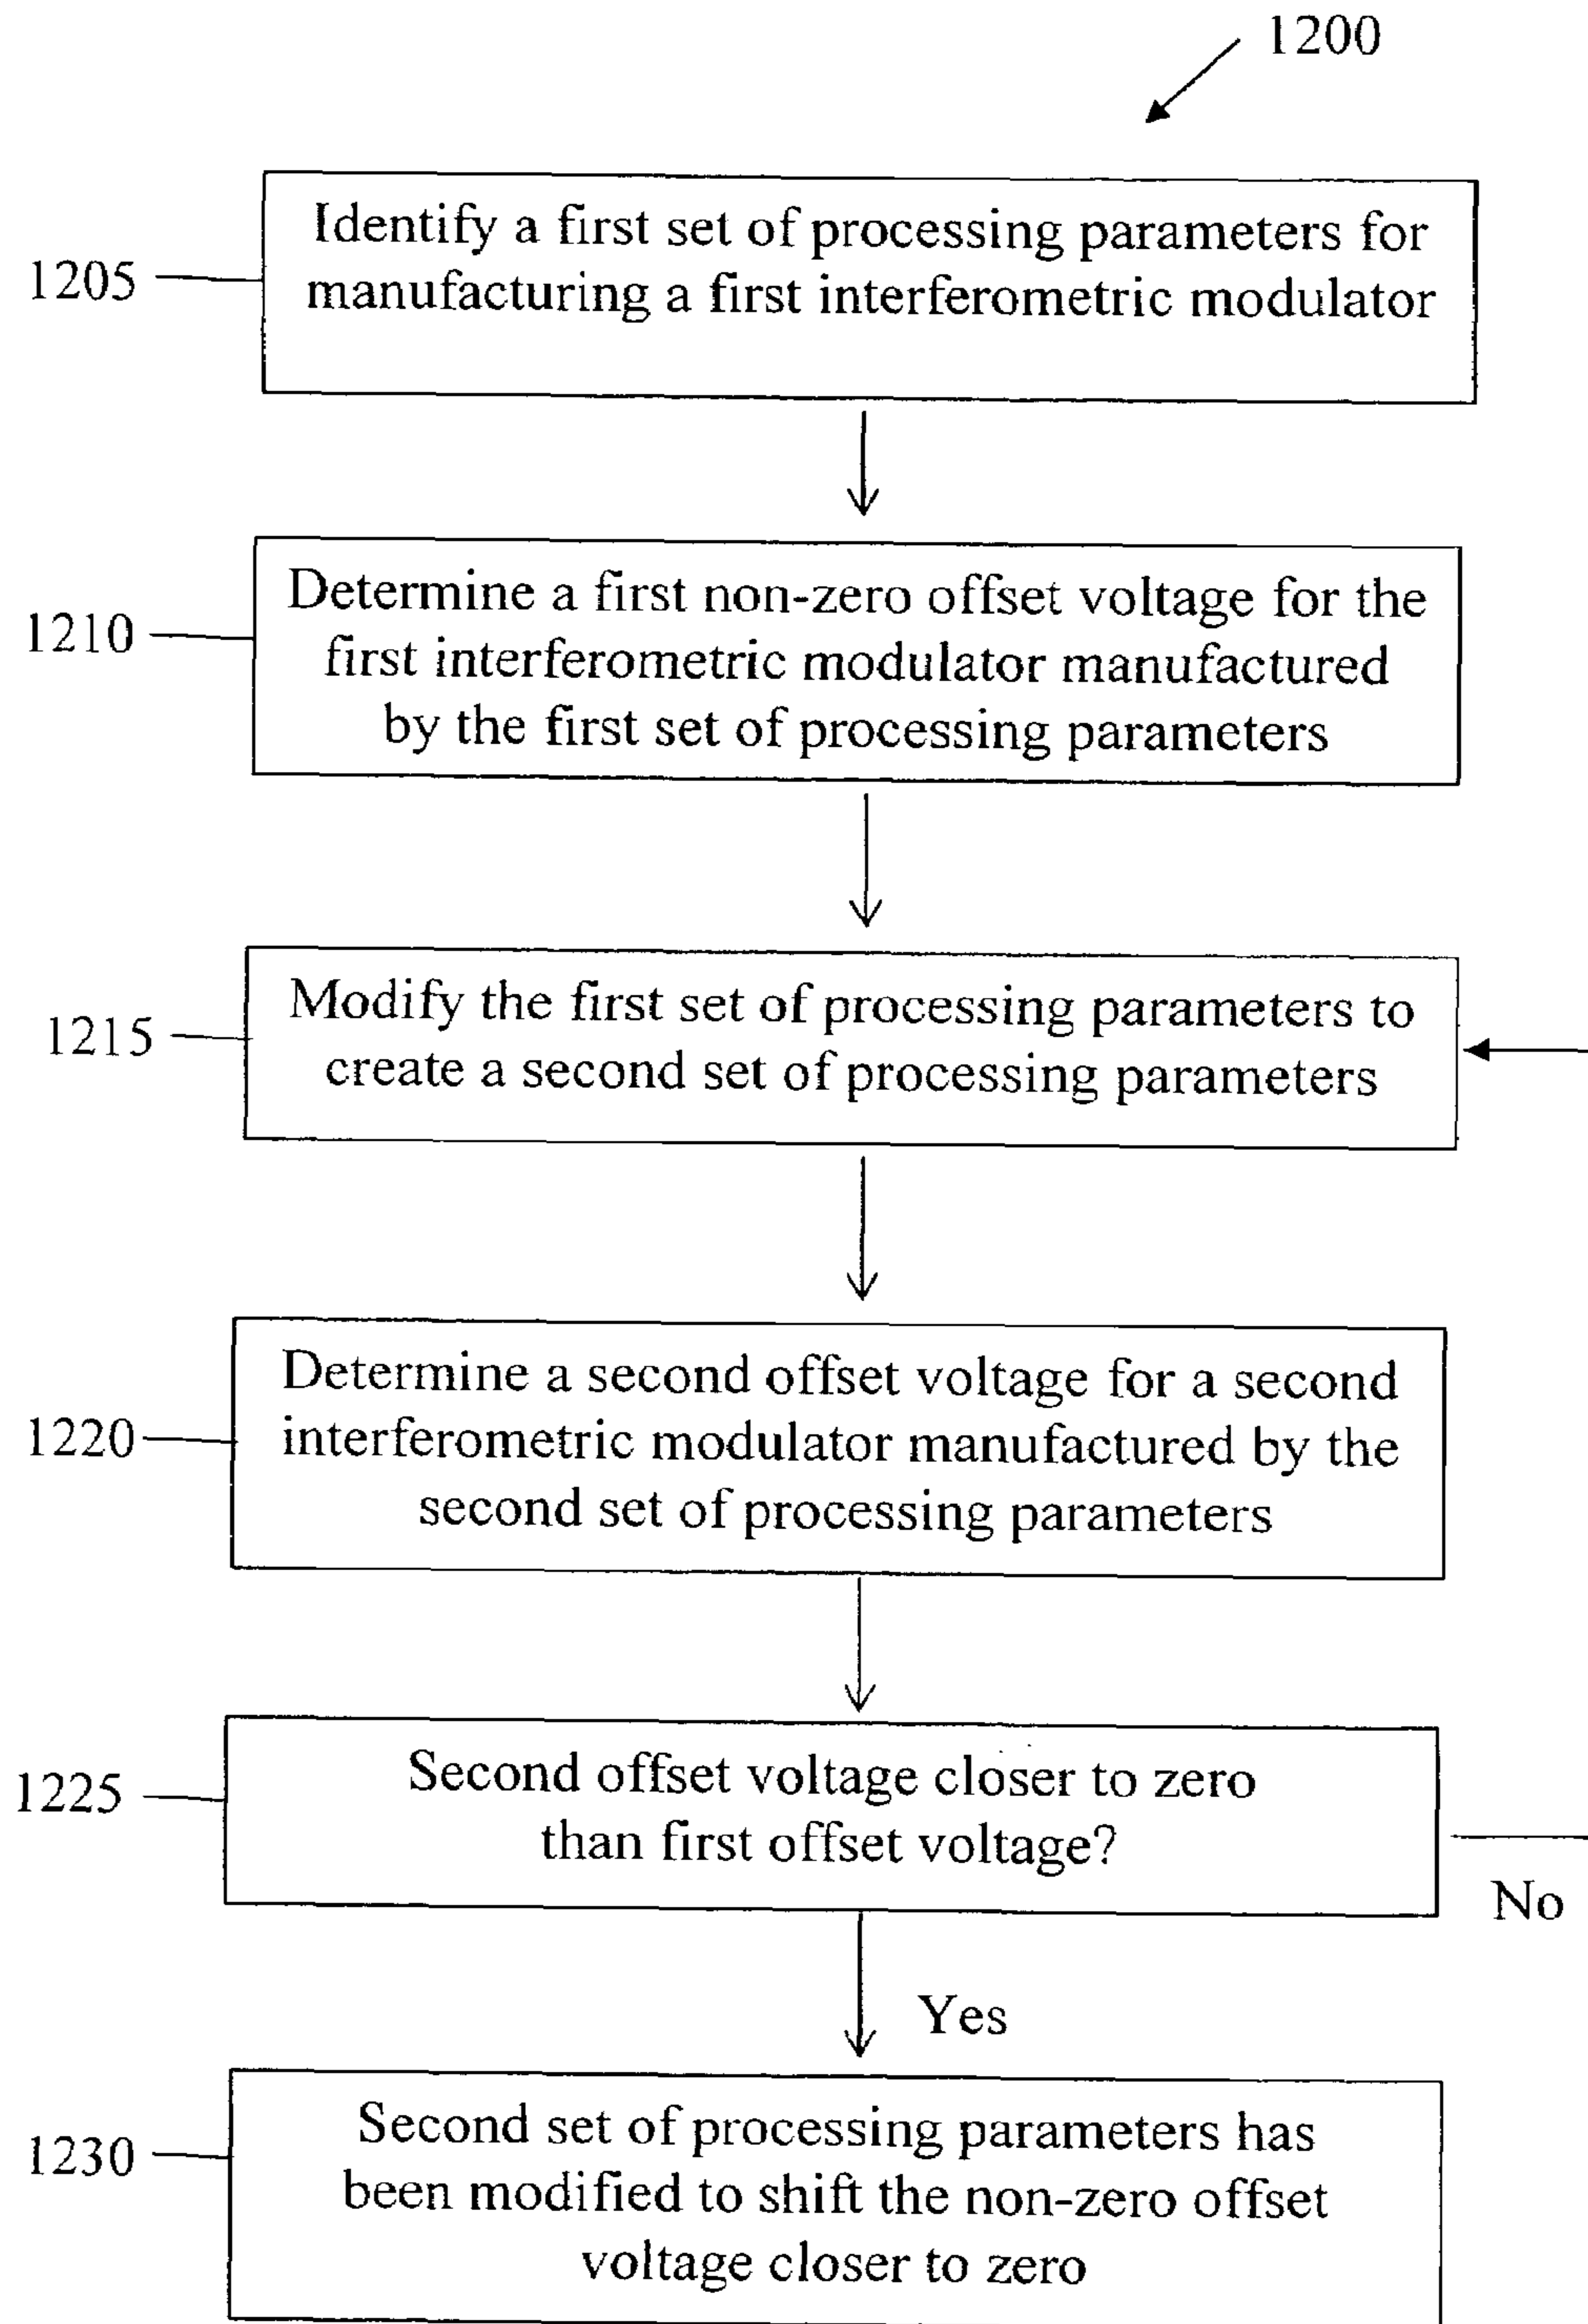 1200
1205
Identify a first set of processing parameters for
manufacturing a first interferometric modulator
1210
Determine a first non-zero offset voltage for the
first interferometric modulator manufactured
by the first set of processing parameters
1215
Modify the first set of processing parameters to
create a second set of processing parameters
1220
Determine a second offset voltage for a second
interferometric modulator manufactured by the
second set of processing parameters
1225
Second offset voltage closer to zero
than first offset voltage?
No
Yes
1230
Second set of processing parameters has
been modified to shift the non-zero offset
voltage closer to zero